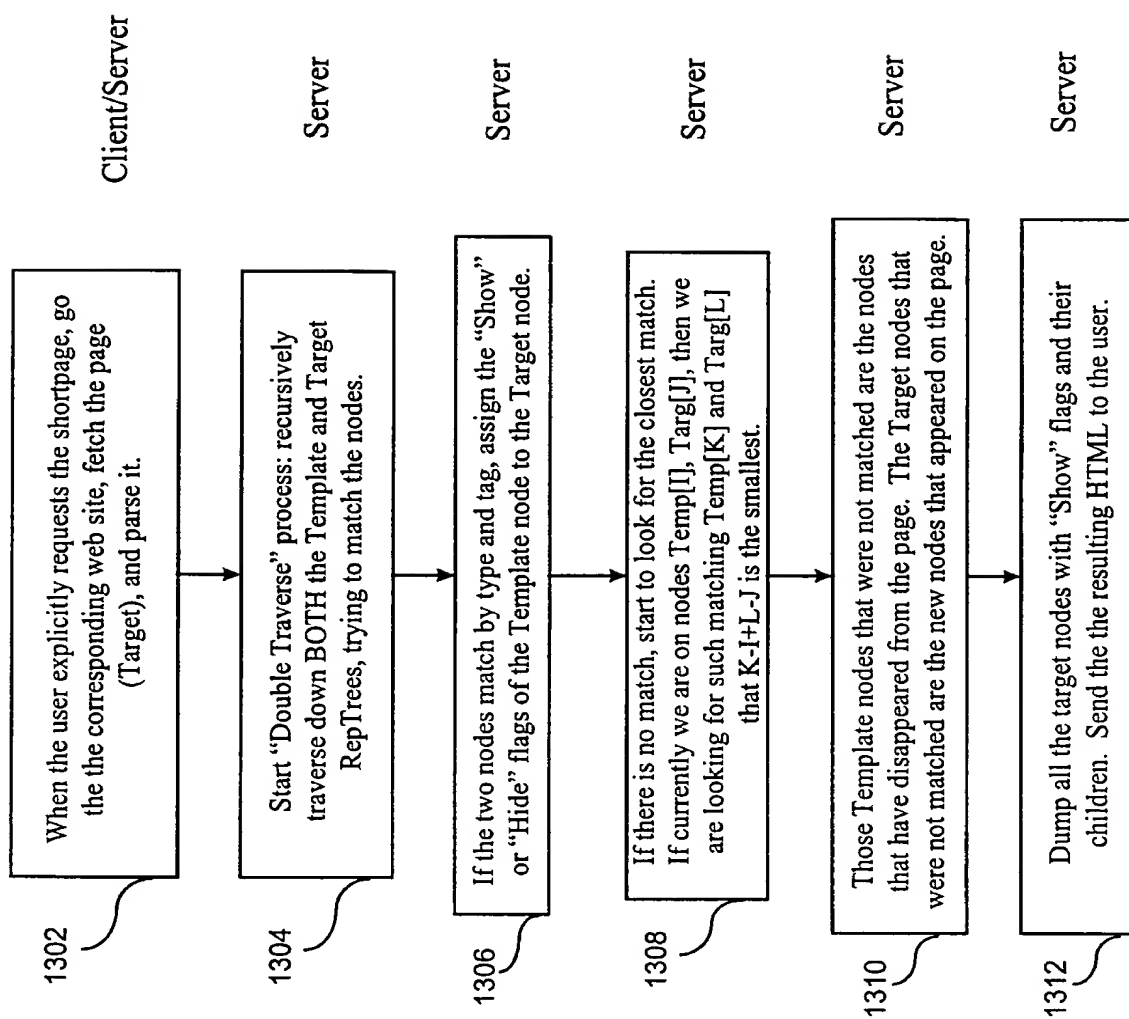 Client/Server
When the user explicitly requests the shortpage, go
the the corresponding web site, fetch the page
(Target), and parse it.
1302
Server
Start “Double Traverse” process: recursively
traverse down BOTH the Template and Target
RepTrees, trying to match the nodes.
1304
Server
If the two nodes match by type and tag, assign the “Show”
or “Hide” flags of the Template node to the Target node.
1306
Server
If there is no match, start to look for the closest match.
If currently we are on nodes Temp[I], Targ[J], then we
are looking for such matching Temp[K] and Targ[L]
that K-I+L-J is the smallest.
1308
Server
Those Template nodes that were not matched are the nodes
that have disappeared from the page. The Target nodes that
were not matched are the new nodes that appeared on the page.
1310
Server
Dump all the target nodes with “Show” flags and their
children. Send the the resulting HTML to the user.
1312